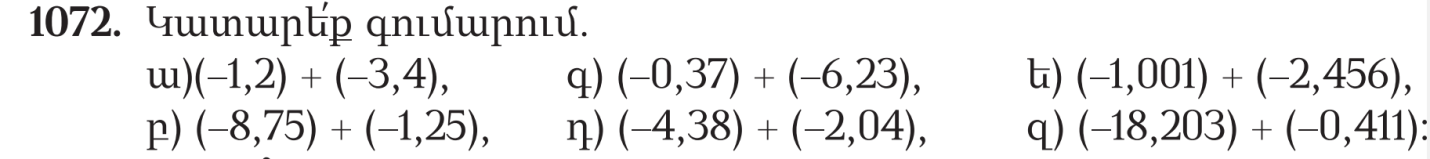 1072. Կատարե՛ք գումարում.
ա)(–1,2) + (–3,4), գ) (–0,37) + (–6,23), ե) (–1,001) + (–2,456),
բ) (–8,75) + (–1,25), դ) (–4,38) + (–2,04), զ) (–18,203) + (–0,411):